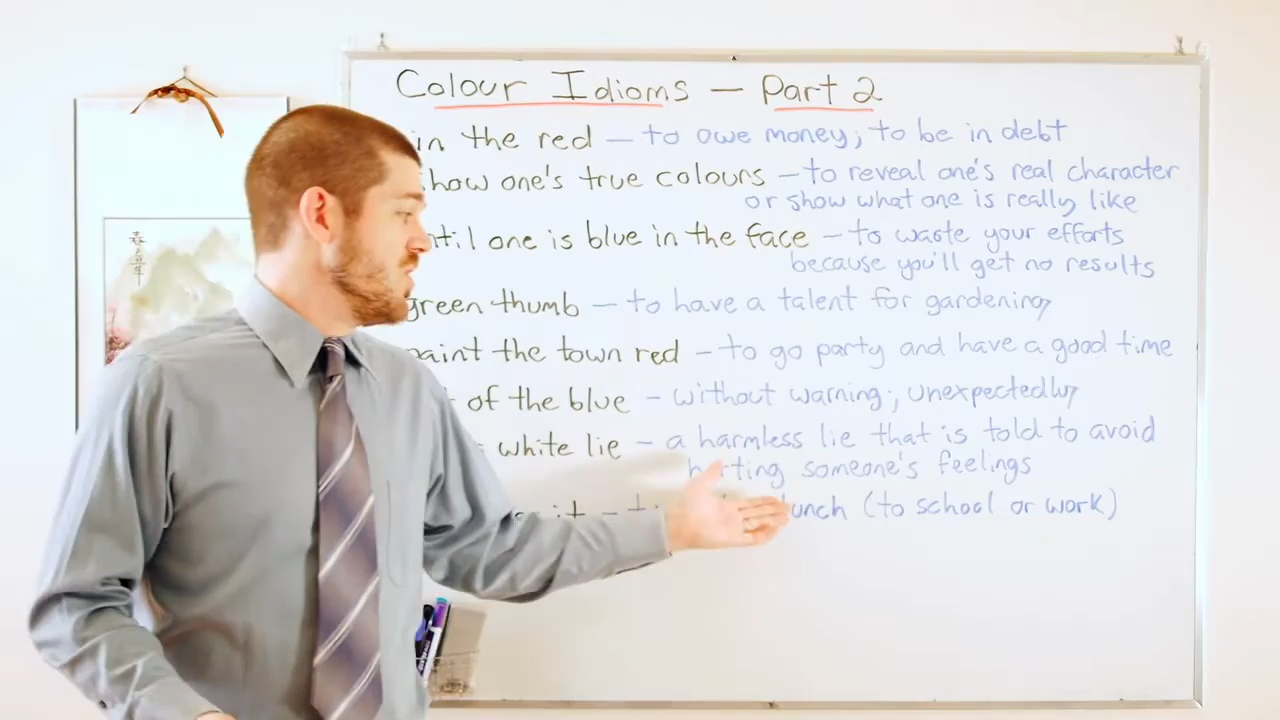 Colour Idioms – Part 2
in the red – to owe money; to be in debt
how one's true colours – to reveal one's real character
or show what one is really like
til one is blue in the face – to waste your efforts
because you'll get no results
green thumb – to have a talent for gardening
paint the town red – to go party and have a good time
of the blue – without warning; unexpectedly
white lie – a harmless lie that is told to avoid
hurting someone's feelings
it – unch (to school or work)
春